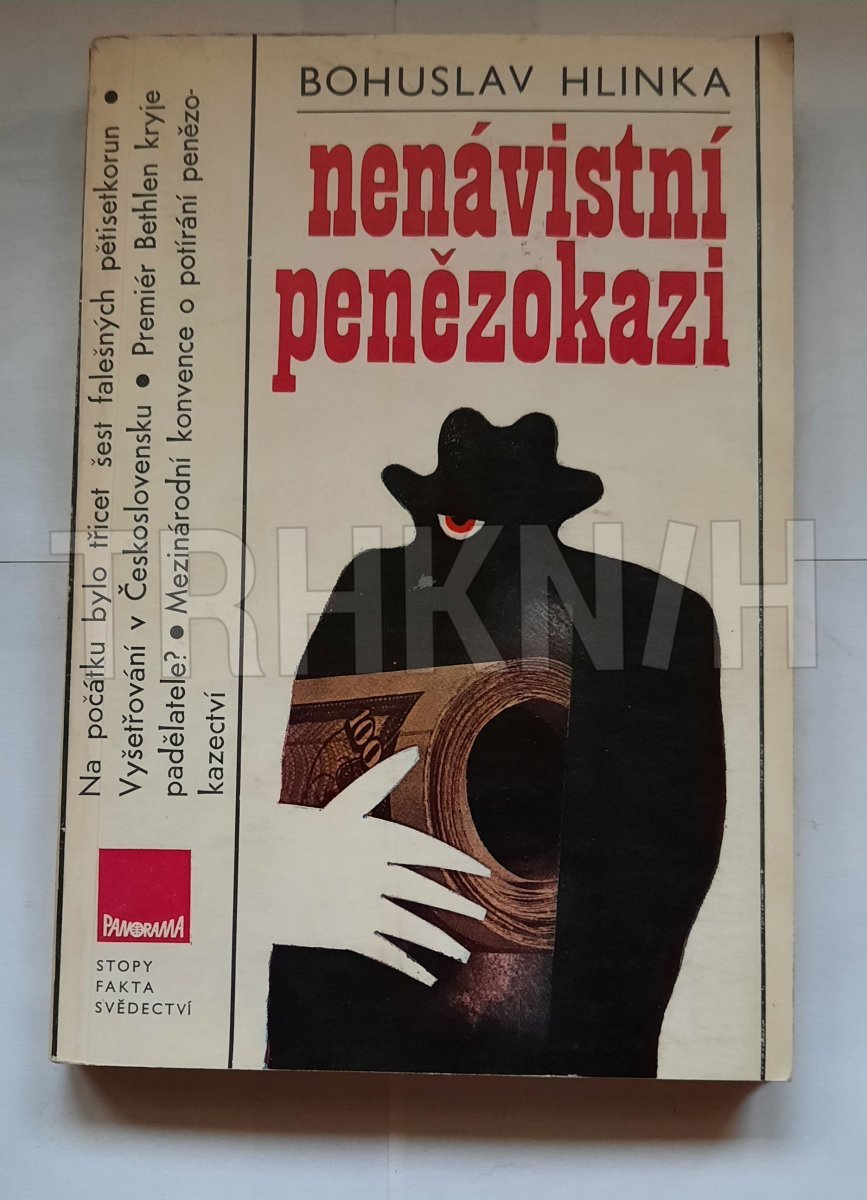 BOHUSLAV HLINKA
nenávistní
penězokazi
Na počátku bylo třicet šest falešných pětisetkorun •
Vyšetřování v Československu • Premiér Bethlen kryje
padělatele? • Mezinárodní konvence o potírání penězo-
kazectví
100
PANORAMA
STOPY
FAKTA
SVĚDECTVÍ
TRHKNIH